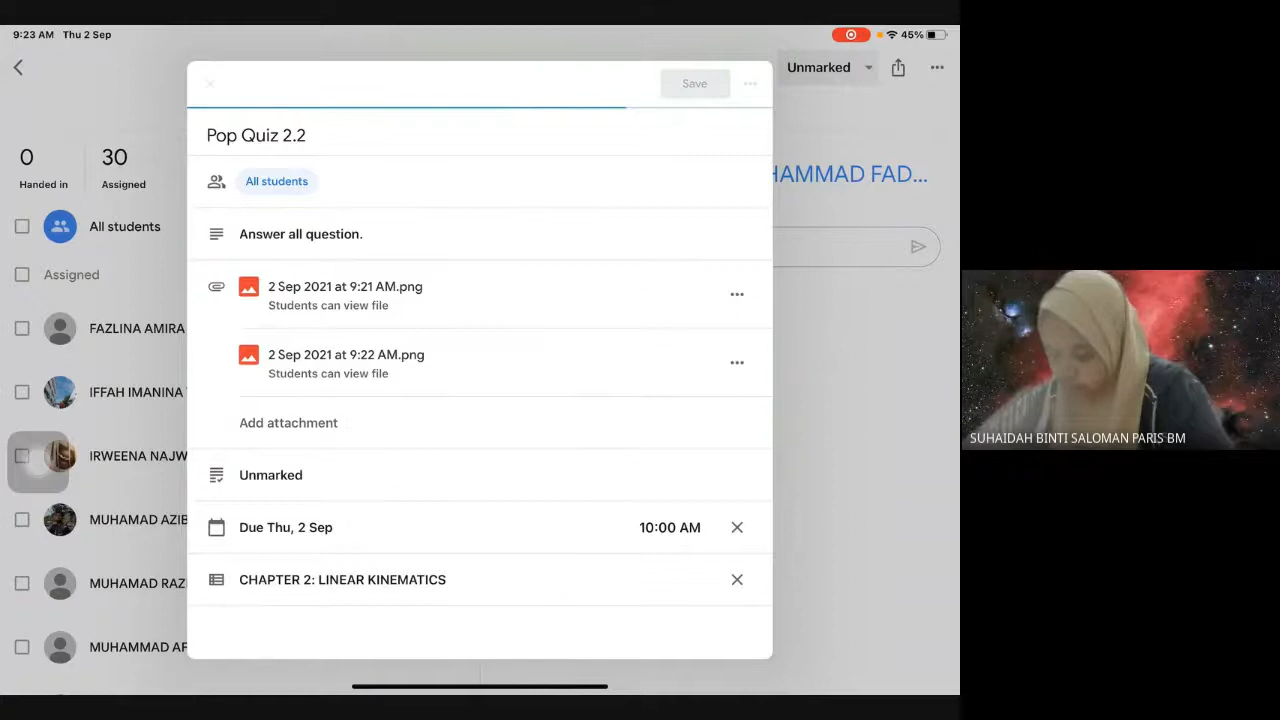 9:23 AM Thu 2 Sep
45%
Save
Unmarked
Pop Quiz 2.2
0
30
Handed in
Assigned
All students
HAMMAD FAD...
All students
Answer all question.
Assigned
2 Sep 2021 at 9:21 AM.png
Students can view file
FAZLINA AMIRA
2 Sep 2021 at 9:22 AM.png
Students can view file
IFFAH IMANINA
Add attachment
SUHAIDAH BINTI SALOMAN PARIS BM
IRWEENA NAJW
Unmarked
MUHAMAD AZIB
Due Thu, 2 Sep
10:00 AM
MUHAMAD RAZ
CHAPTER 2: LINEAR KINEMATICS
MUHAMMAD AF